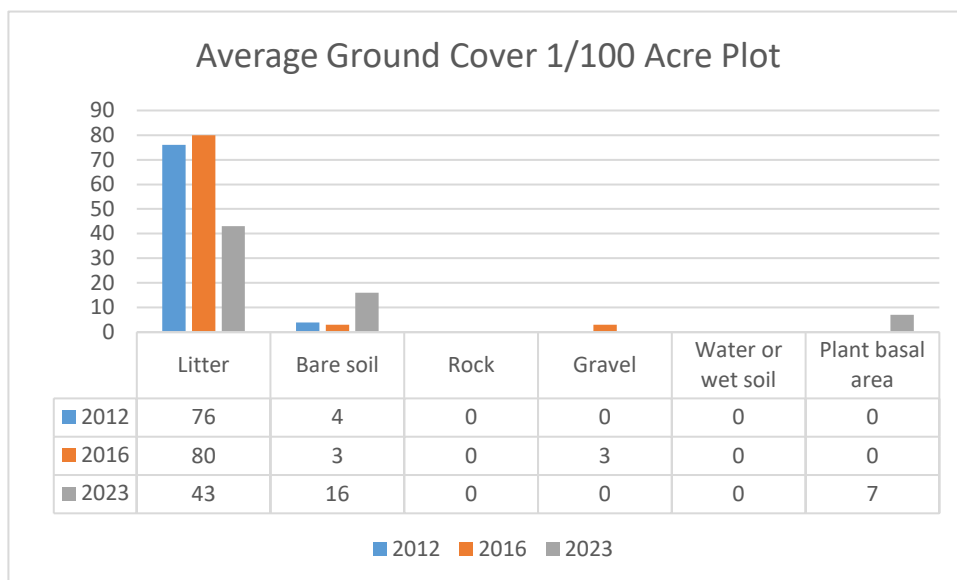 Average Ground Cover 1/100 Acre Plot
90
80
70
60
50
40
30
20
10
0
Litter Bare soil Rock Gravel Water or wet soil Plant basal area
2012 76 4 0 0 0 0
2016 80 3 0 3 0 0
2023 43 16 0 0 0 7
2012 2016 2023